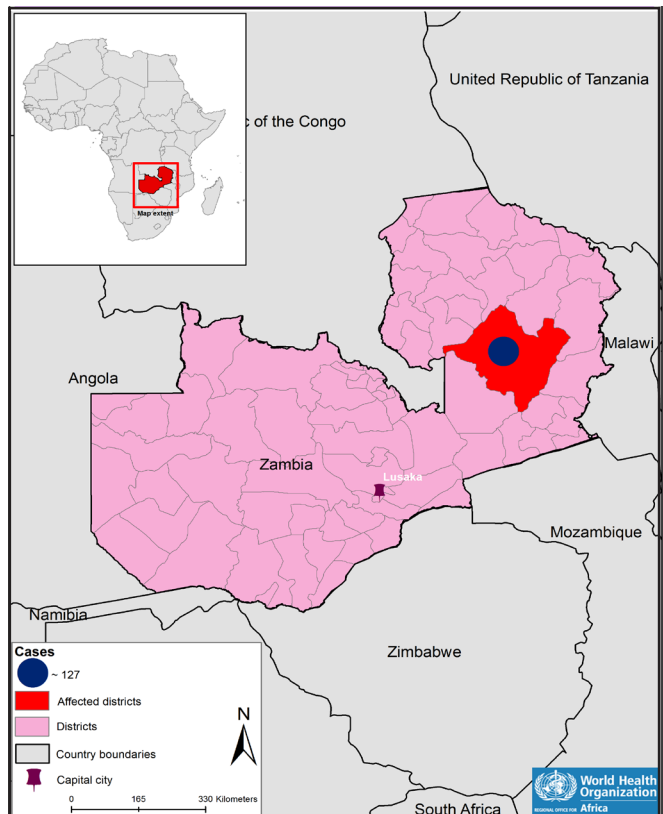 Map extent
United Republic of Tanzania
c of the Congo
Malawi
Angola
Zambia
Lusaka
Mozambique
Namibia
Zimbabwe
South Africa
Cases
~ 127
Affected districts
Districts
Country boundaries
Capital city
N
0 165 330 Kilometers
World Health
Organization
REGIONAL OFFICE FOR Africa